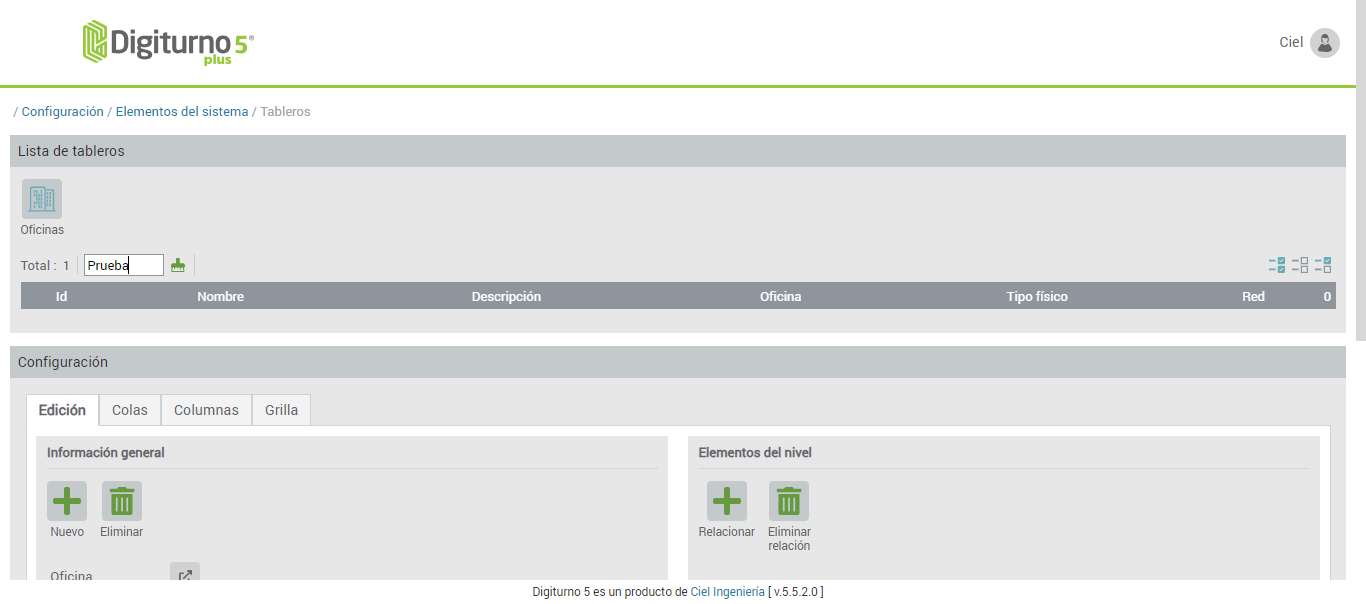 Digiturno 5®
plus
Ciel
/ Configuración / Elementos del sistema / Tableros
Lista de tableros
Oficinas
Total : 1 Prueba
Id Nombre Descripción Oficina Tipo físico Red 0
Configuración
Edición Colas Columnas Grilla
Información general
Nuevo Eliminar
Oficina
Elementos del nivel
Relacionar Eliminar
relación
Digiturno 5 es un producto de Ciel Ingeniería [ v.5.5.2.0 ]